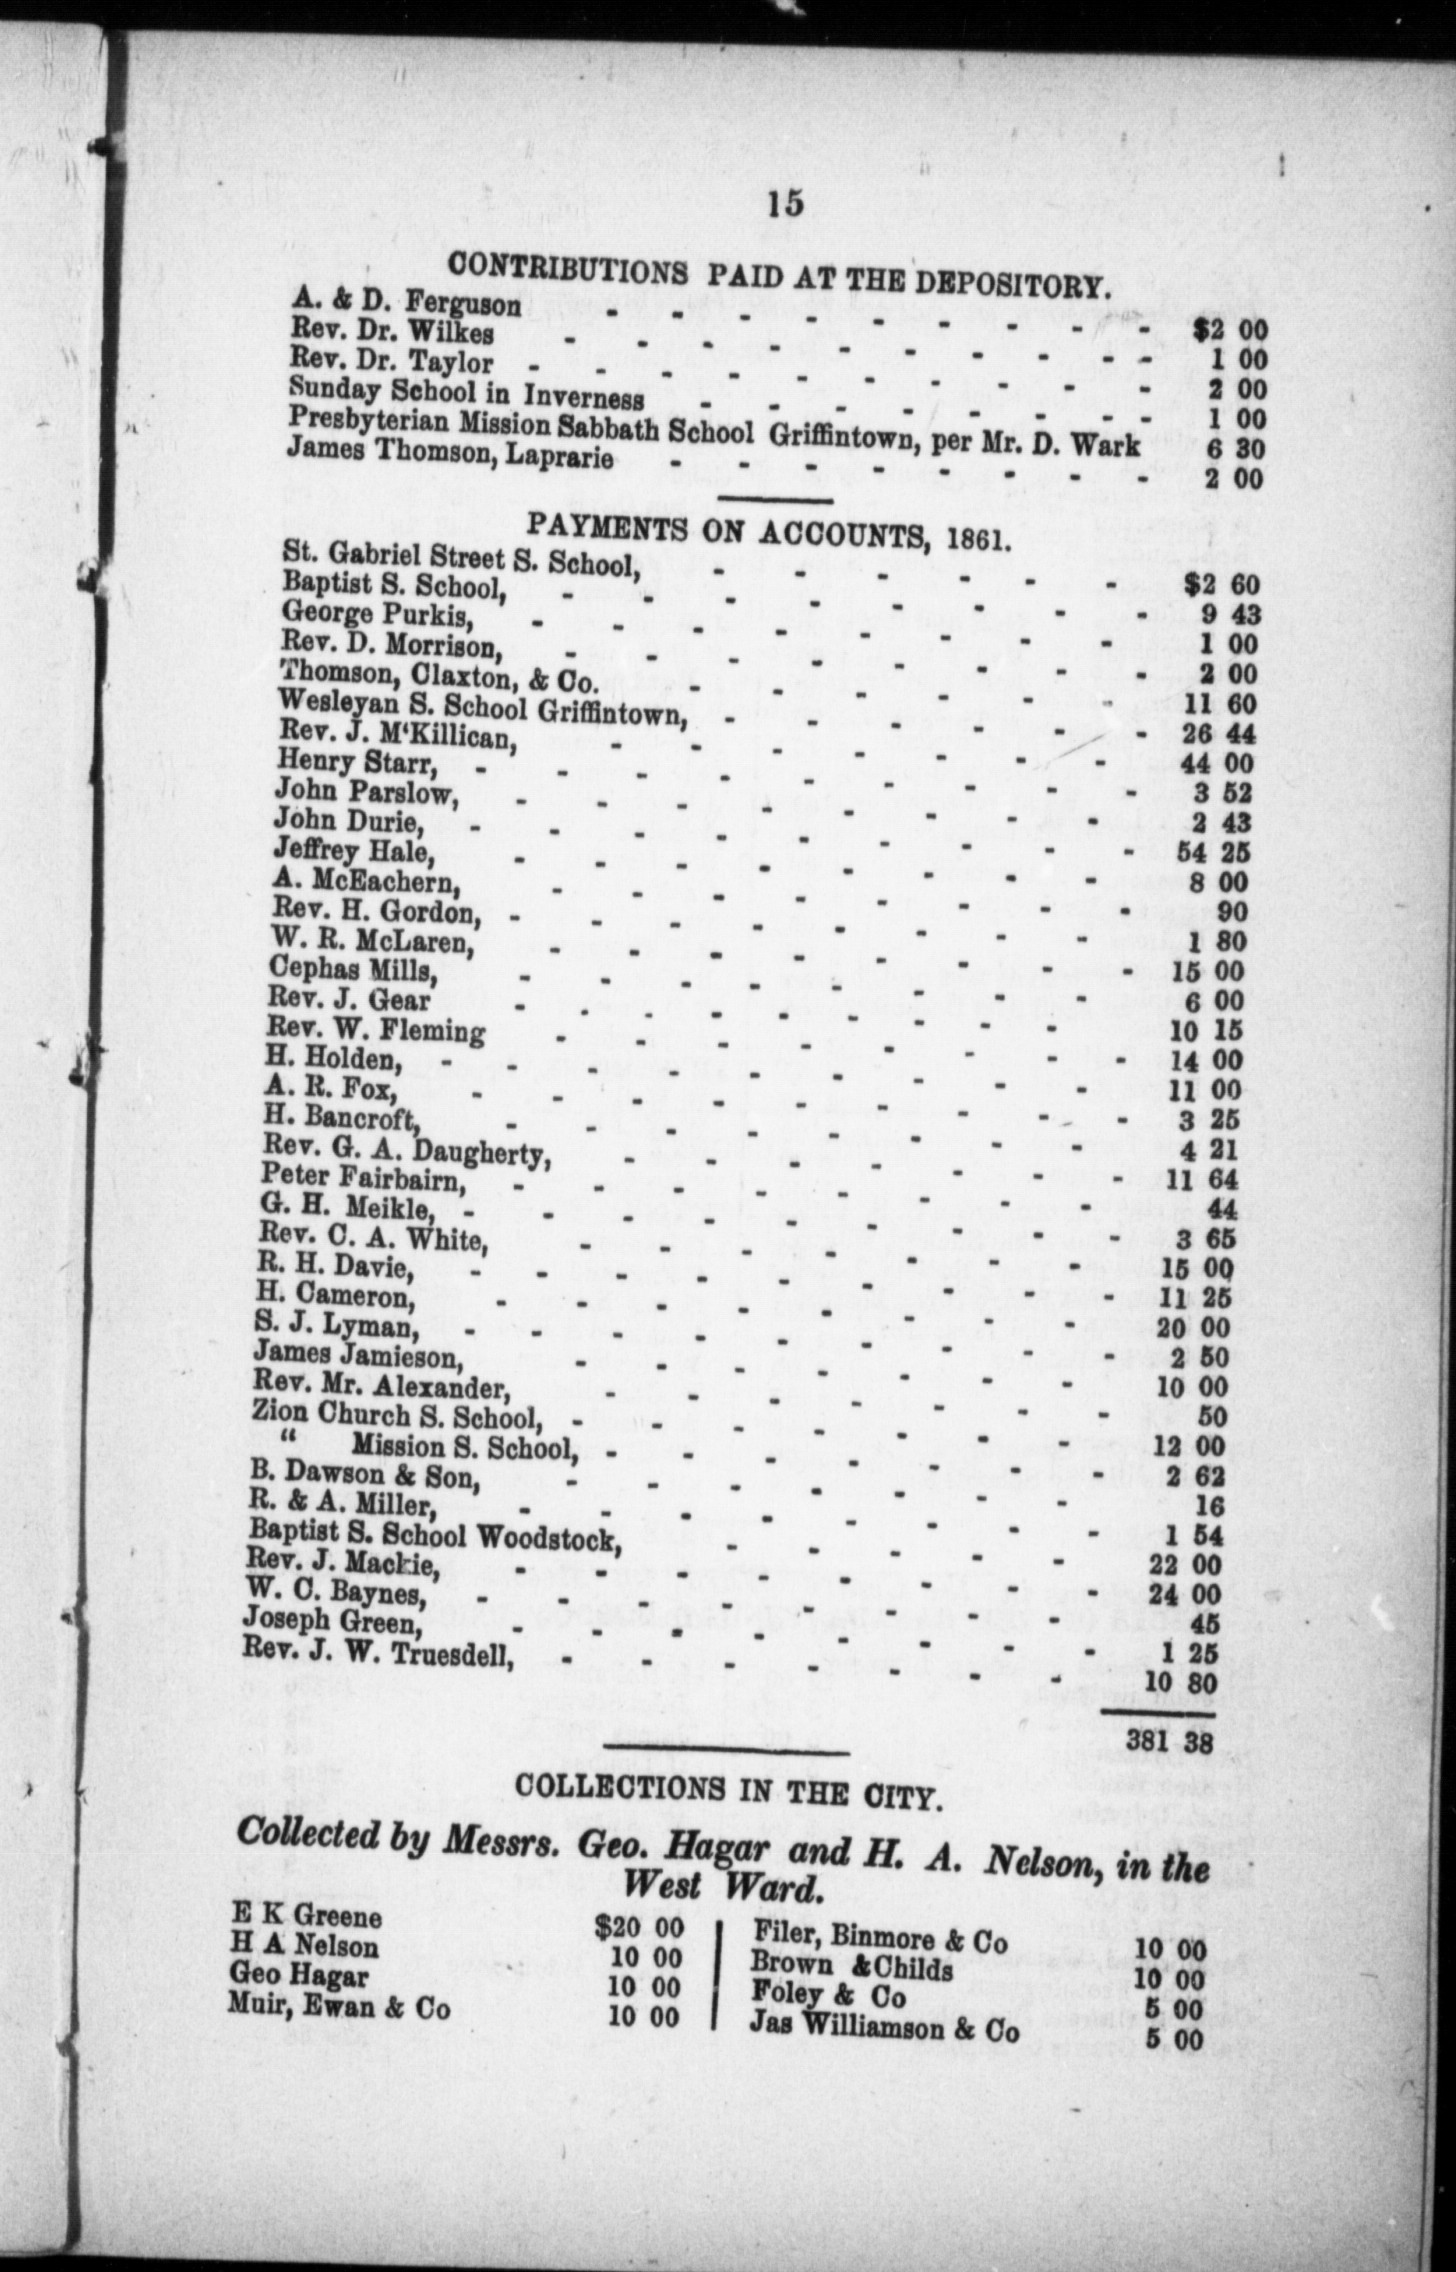 15
CONTRIBUTIONS PAID AT THE DEPOSITORY.
A. & D. Ferguson - - - - - - - - - $2 00
Rev. Dr. Wilkes - - - - - - - - - - 1 00
Rev. Dr. Taylor - - - - - - - - - - 2 00
Sunday School in Inverness - - - - - - - - 1 00
Presbyterian Mission Sabbath School Griffintown, per Mr. D. Wark 6 30
James Thomson, Laprarie - - - - - - - - 2 00
PAYMENTS ON ACCOUNTS, 1861.
St. Gabriel Street S. School, - - - - - - $2 60
Baptist S. School, - - - - - - - - 9 43
George Purkis, - - - - - - - - 1 00
Rev. D. Morrison, - - - - - - - - 2 00
Thomson, Claxton, & Co. - - - - - - 11 60
Wesleyan S. School Griffintown, - - - - - - 26 44
Rev. J. M'Killican, - - - - - - - 44 00
Henry Starr, - - - - - - - - - 3 52
John Parslow, - - - - - - - - 2 43
John Durie, - - - - - - - - - 54 25
Jeffrey Hale, - - - - - - - - 8 00
A. McEachern, - - - - - - - - 90
Rev. H. Gordon, - - - - - - - - 1 80
W. R. McLaren, - - - - - - - - 15 00
Cephas Mills, - - - - - - - - 6 00
Rev. J. Gear - - - - - - - - - 10 15
Rev. W. Fleming - - - - - - - - 14 00
H. Holden, - - - - - - - - - 11 00
A. R. Fox, - - - - - - - - - 3 25
H. Bancroft, - - - - - - - - 4 21
Rev. G. A. Daugherty, - - - - - - - 11 64
Peter Fairbairn, - - - - - - - - 44
G. H. Meikle, - - - - - - - - - 3 65
Rev. C. A. White, - - - - - - - 15 00
R. H. Davie, - - - - - - - - - 11 25
H. Cameron, - - - - - - - - 20 00
S. J. Lyman, - - - - - - - - - 2 50
James Jamieson, - - - - - - - 10 00
Rev. Mr. Alexander, - - - - - - - 50
Zion Church S. School, - - - - - - - 12 00
“ Mission S. School, - - - - - - - 2 62
B. Dawson & Son, - - - - - - - 16
R. & A. Miller, - - - - - - - - 1 54
Baptist S. School Woodstock, - - - - - 22 00
Rev. J. Mackie, - - - - - - - - 24 00
W. C. Baynes, - - - - - - - - 45
Joseph Green, - - - - - - - - 1 25
Rev. J. W. Truesdell, - - - - - - - 10 80
381 38
COLLECTIONS IN THE CITY.
Collected by Messrs. Geo. Hagar and H. A. Nelson, in the
West Ward.
E K Greene $20 00
H A Nelson 10 00
Geo Hagar 10 00
Muir, Ewan & Co 10 00
Filer, Binmore & Co 10 00
Brown & Childs 10 00
Foley & Co 5 00
Jas Williamson & Co 5 00